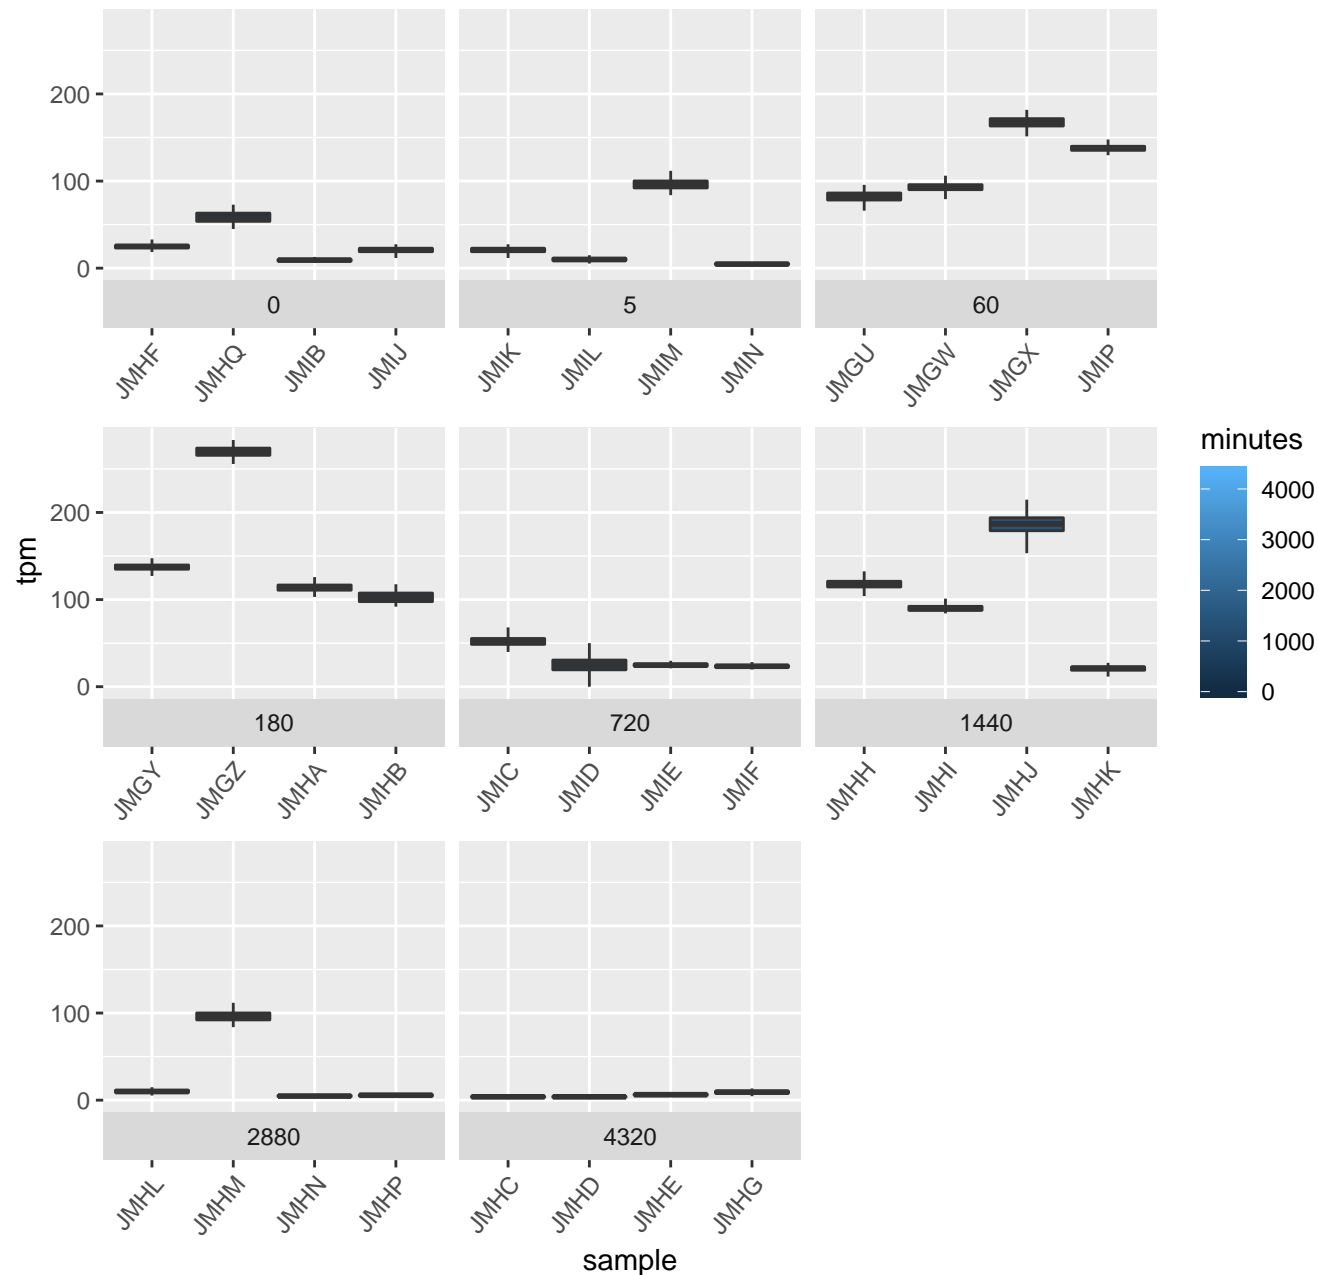 200
100
0
0
5
60
JMHF
JMHQ
JMIB
JMIJ
JMIK
JMIL
JMIM
JMIN
JMGU
JMGW
JMGX
JMIP
tpm
200
100
0
180
720
1440
JMGY
JMGZ
JMHA
JMHB
JMIC
JMID
JMIE
JMIF
JMHH
JMHI
JMHJ
JMHK
minutes
4000
3000
2000
1000
0
200
100
0
2880
4320
JMHL
JMHM
JMHN
JMHP
JMHC
JMHD
JMHE
JMHG
sample